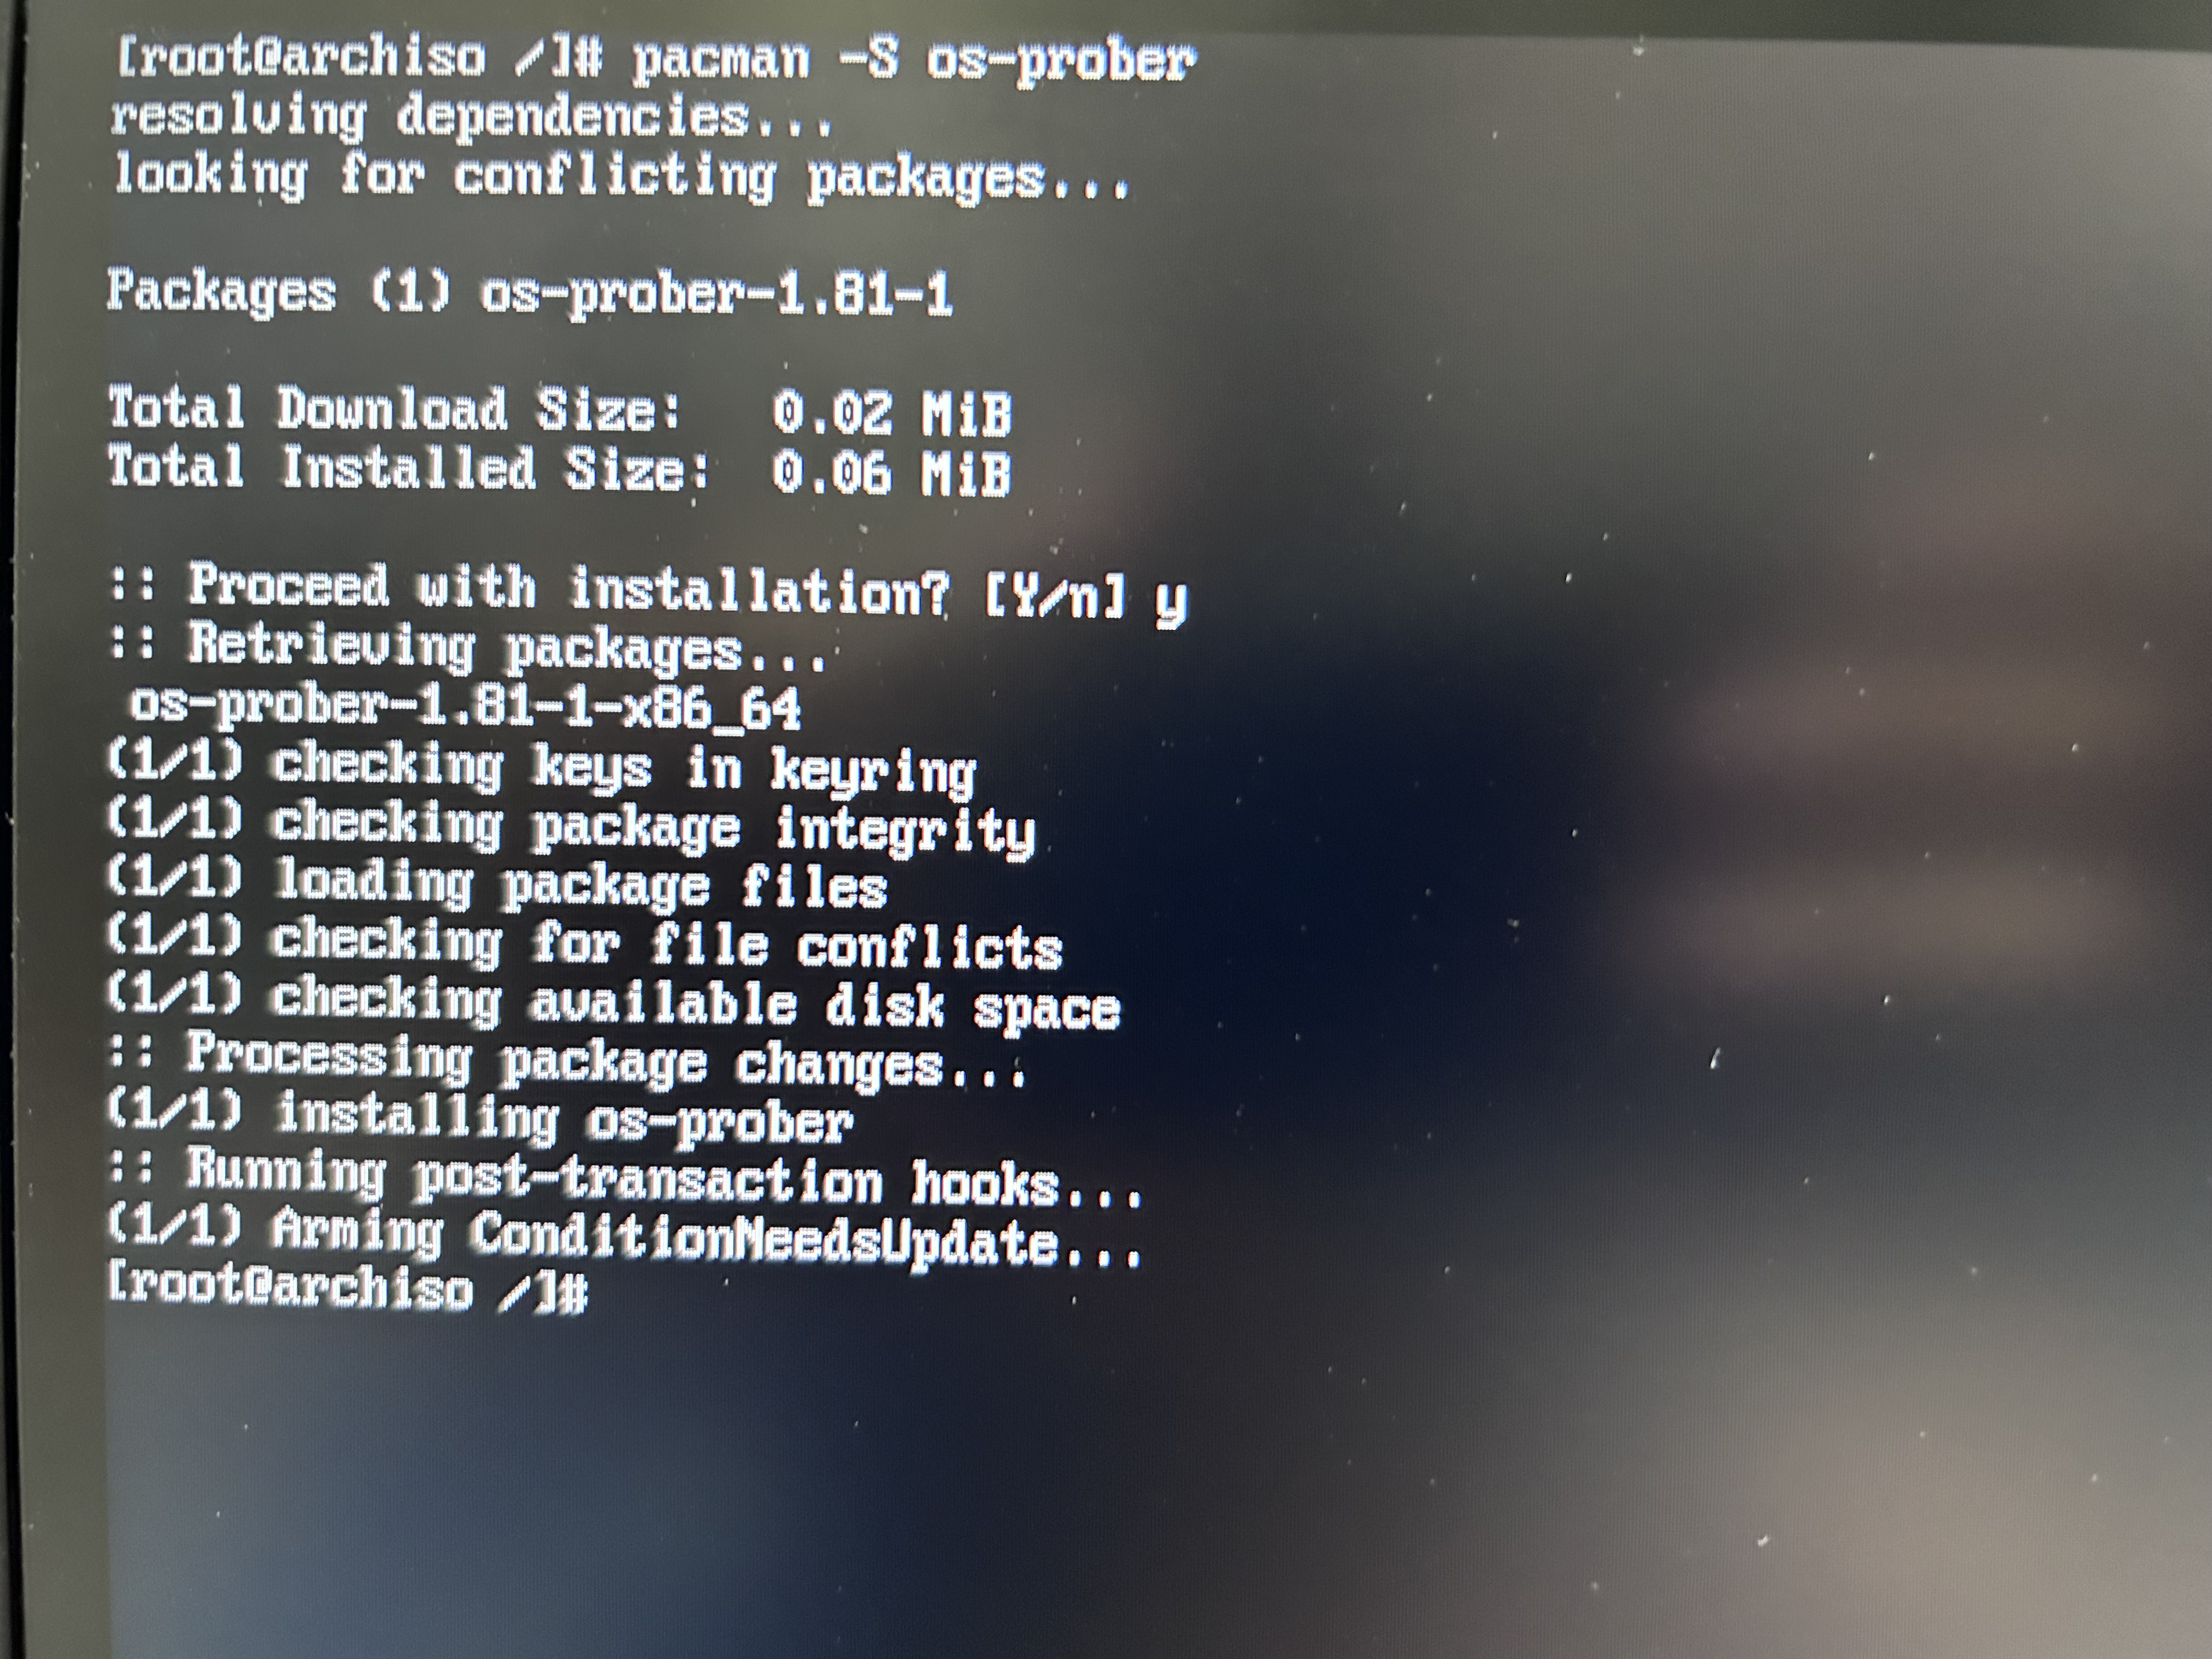 [root@archiso /]# pacman -S os-prober
resolving dependencies...
looking for conflicting packages...
Packages (1) os-prober-1.81-1
Total Download Size:   0.02 MiB
Total Installed Size:  0.06 MiB
:: Proceed with installation? [Y/n] y
:: Retrieving packages...
 os-prober-1.81-1-x86_64
(1/1) checking keys in keyring
(1/1) checking package integrity
(1/1) loading package files
(1/1) checking for file conflicts
(1/1) checking available disk space
:: Processing package changes...
(1/1) installing os-prober
:: Running post-transaction hooks...
(1/1) Arming ConditionNeedsUpdate...
[root@archiso /]#